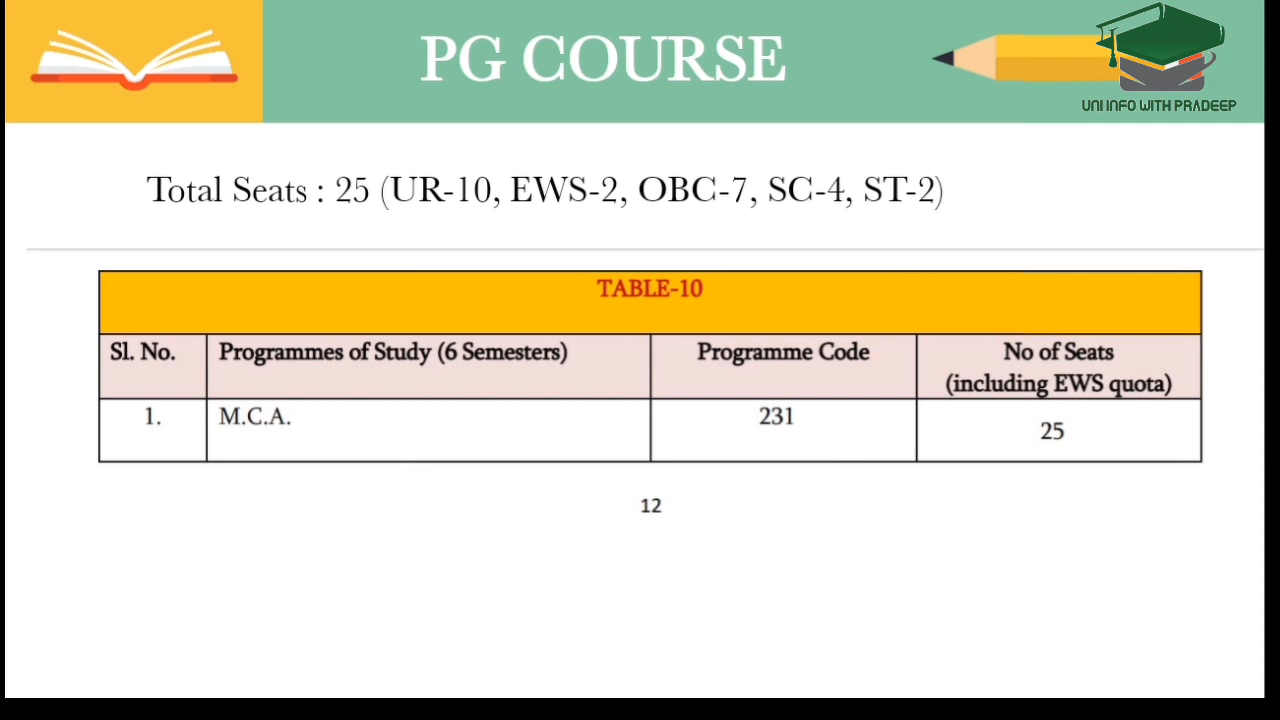 PG COURSE
UNI INFO WITH PRADEEP
Total Seats : 25 (UR-10, EWS-2, OBC-7, SC-4, ST-2)
TABLE-10
Sl. No. Programmes of Study (6 Semesters) Programme Code No of Seats
(including EWS quota)
1. M.C.A. 231 25
12